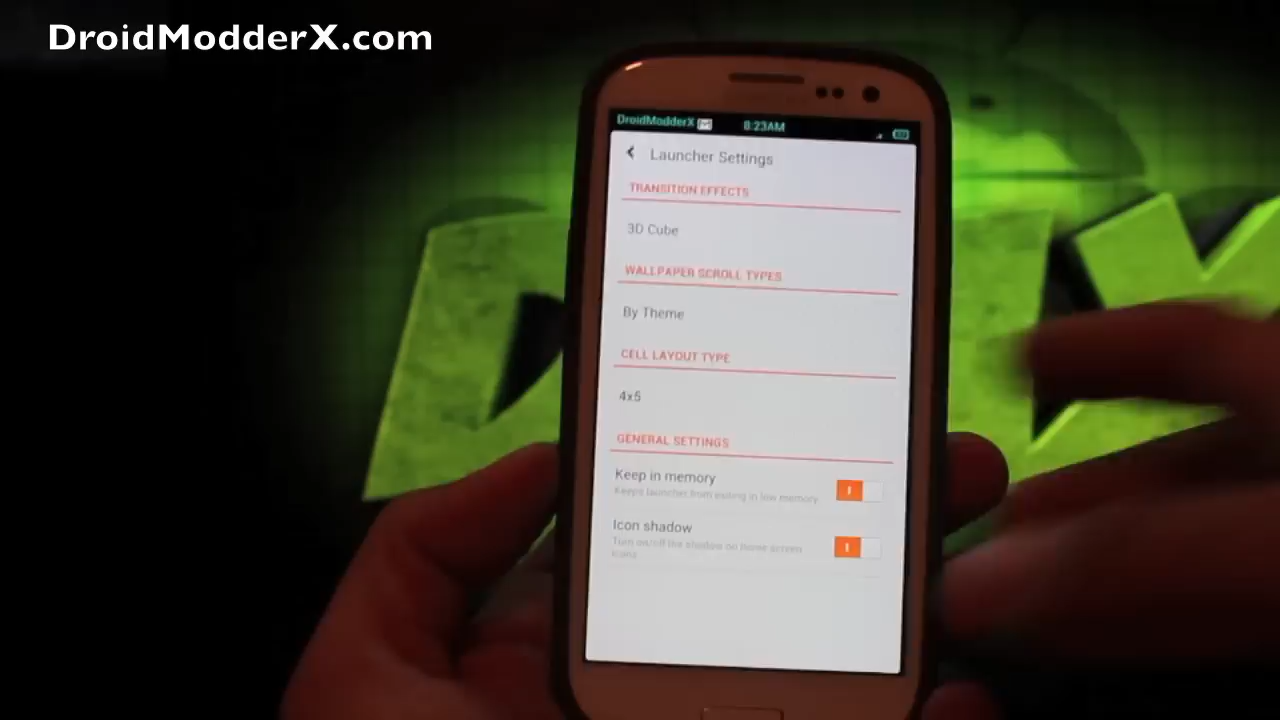 DroidModderX.com
DroidModderX
8:23AM
Launcher Settings
TRANSITION EFFECTS
3D Cube
WALLPAPER SCROLL TYPES
By Theme
CELL LAYOUT TYPE
4x5
GENERAL SETTINGS
Keep in memory
Keeps launcher from exiting in low memory
Icon shadow
Turn on/off the shadow on home screen
icons